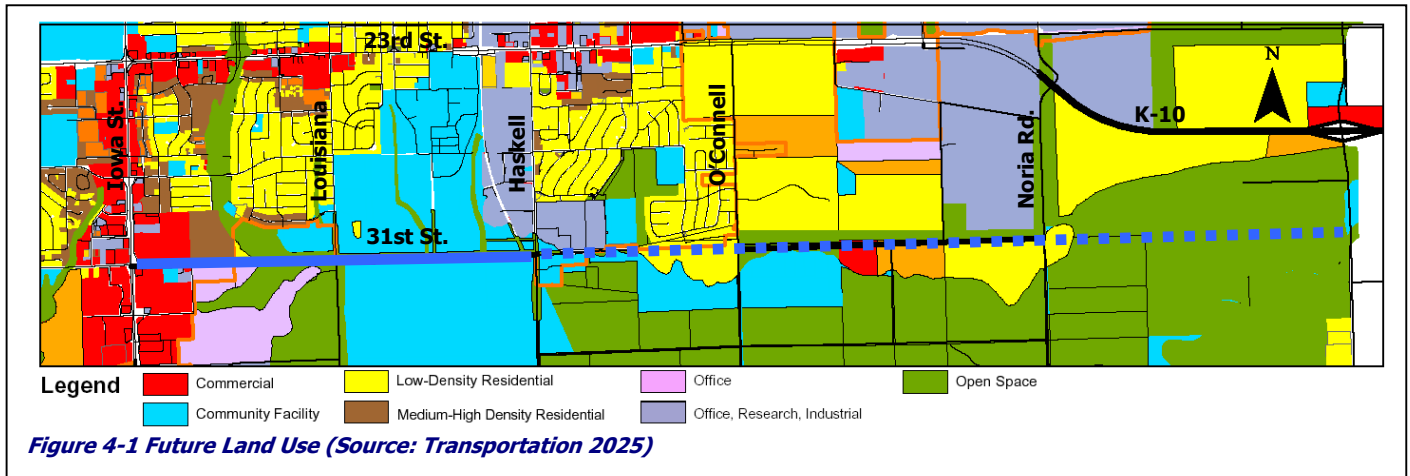 23rd St.
N
K-10
Iowa St.
Louisiana
Haskell
O'Connell
Noria Rd.
31st St.
Legend
Commercial
Low-Density Residential
Office
Open Space
Community Facility
Medium-High Density Residential
Office, Research, Industrial
Figure 4-1 Future Land Use (Source: Transportation 2025)